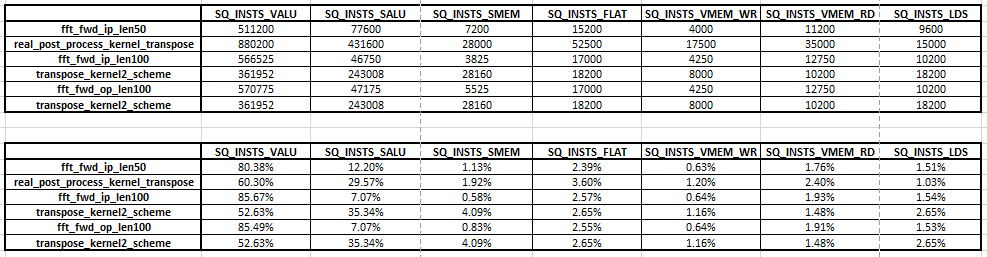 SQ_INSTS_VALU SQ_INSTS_SALU SQ_INSTS_SMEM SQ_INSTS_FLAT SQ_INSTS_VMEM_WR SQ_INSTS_VMEM_RD SQ_INSTS_LDS
fft_fwd_ip_len50 511200 77600 7200 15200 4000 11200 9600
real_post_process_kernel_transpose 880200 431600 28000 52500 17500 35000 15000
fft_fwd_ip_len100 566525 46750 3825 17000 4250 12750 10200
transpose_kernel2_scheme 361952 243008 28160 18200 8000 10200 18200
fft_fwd_op_len100 570775 47175 5525 17000 4250 12750 10200
transpose_kernel2_scheme 361952 243008 28160 18200 8000 10200 18200
SQ_INSTS_VALU SQ_INSTS_SALU SQ_INSTS_SMEM SQ_INSTS_FLAT SQ_INSTS_VMEM_WR SQ_INSTS_VMEM_RD SQ_INSTS_LDS
fft_fwd_ip_len50 80.38% 12.20% 1.13% 2.39% 0.63% 1.76% 1.51%
real_post_process_kernel_transpose 60.30% 29.57% 1.92% 3.60% 1.20% 2.40% 1.03%
fft_fwd_ip_len100 85.67% 7.07% 0.58% 2.57% 0.64% 1.93% 1.54%
transpose_kernel2_scheme 52.63% 35.34% 4.09% 2.65% 1.16% 1.48% 2.65%
fft_fwd_op_len100 85.49% 7.07% 0.83% 2.55% 0.64% 1.91% 1.53%
transpose_kernel2_scheme 52.63% 35.34% 4.09% 2.65% 1.16% 1.48% 2.65%